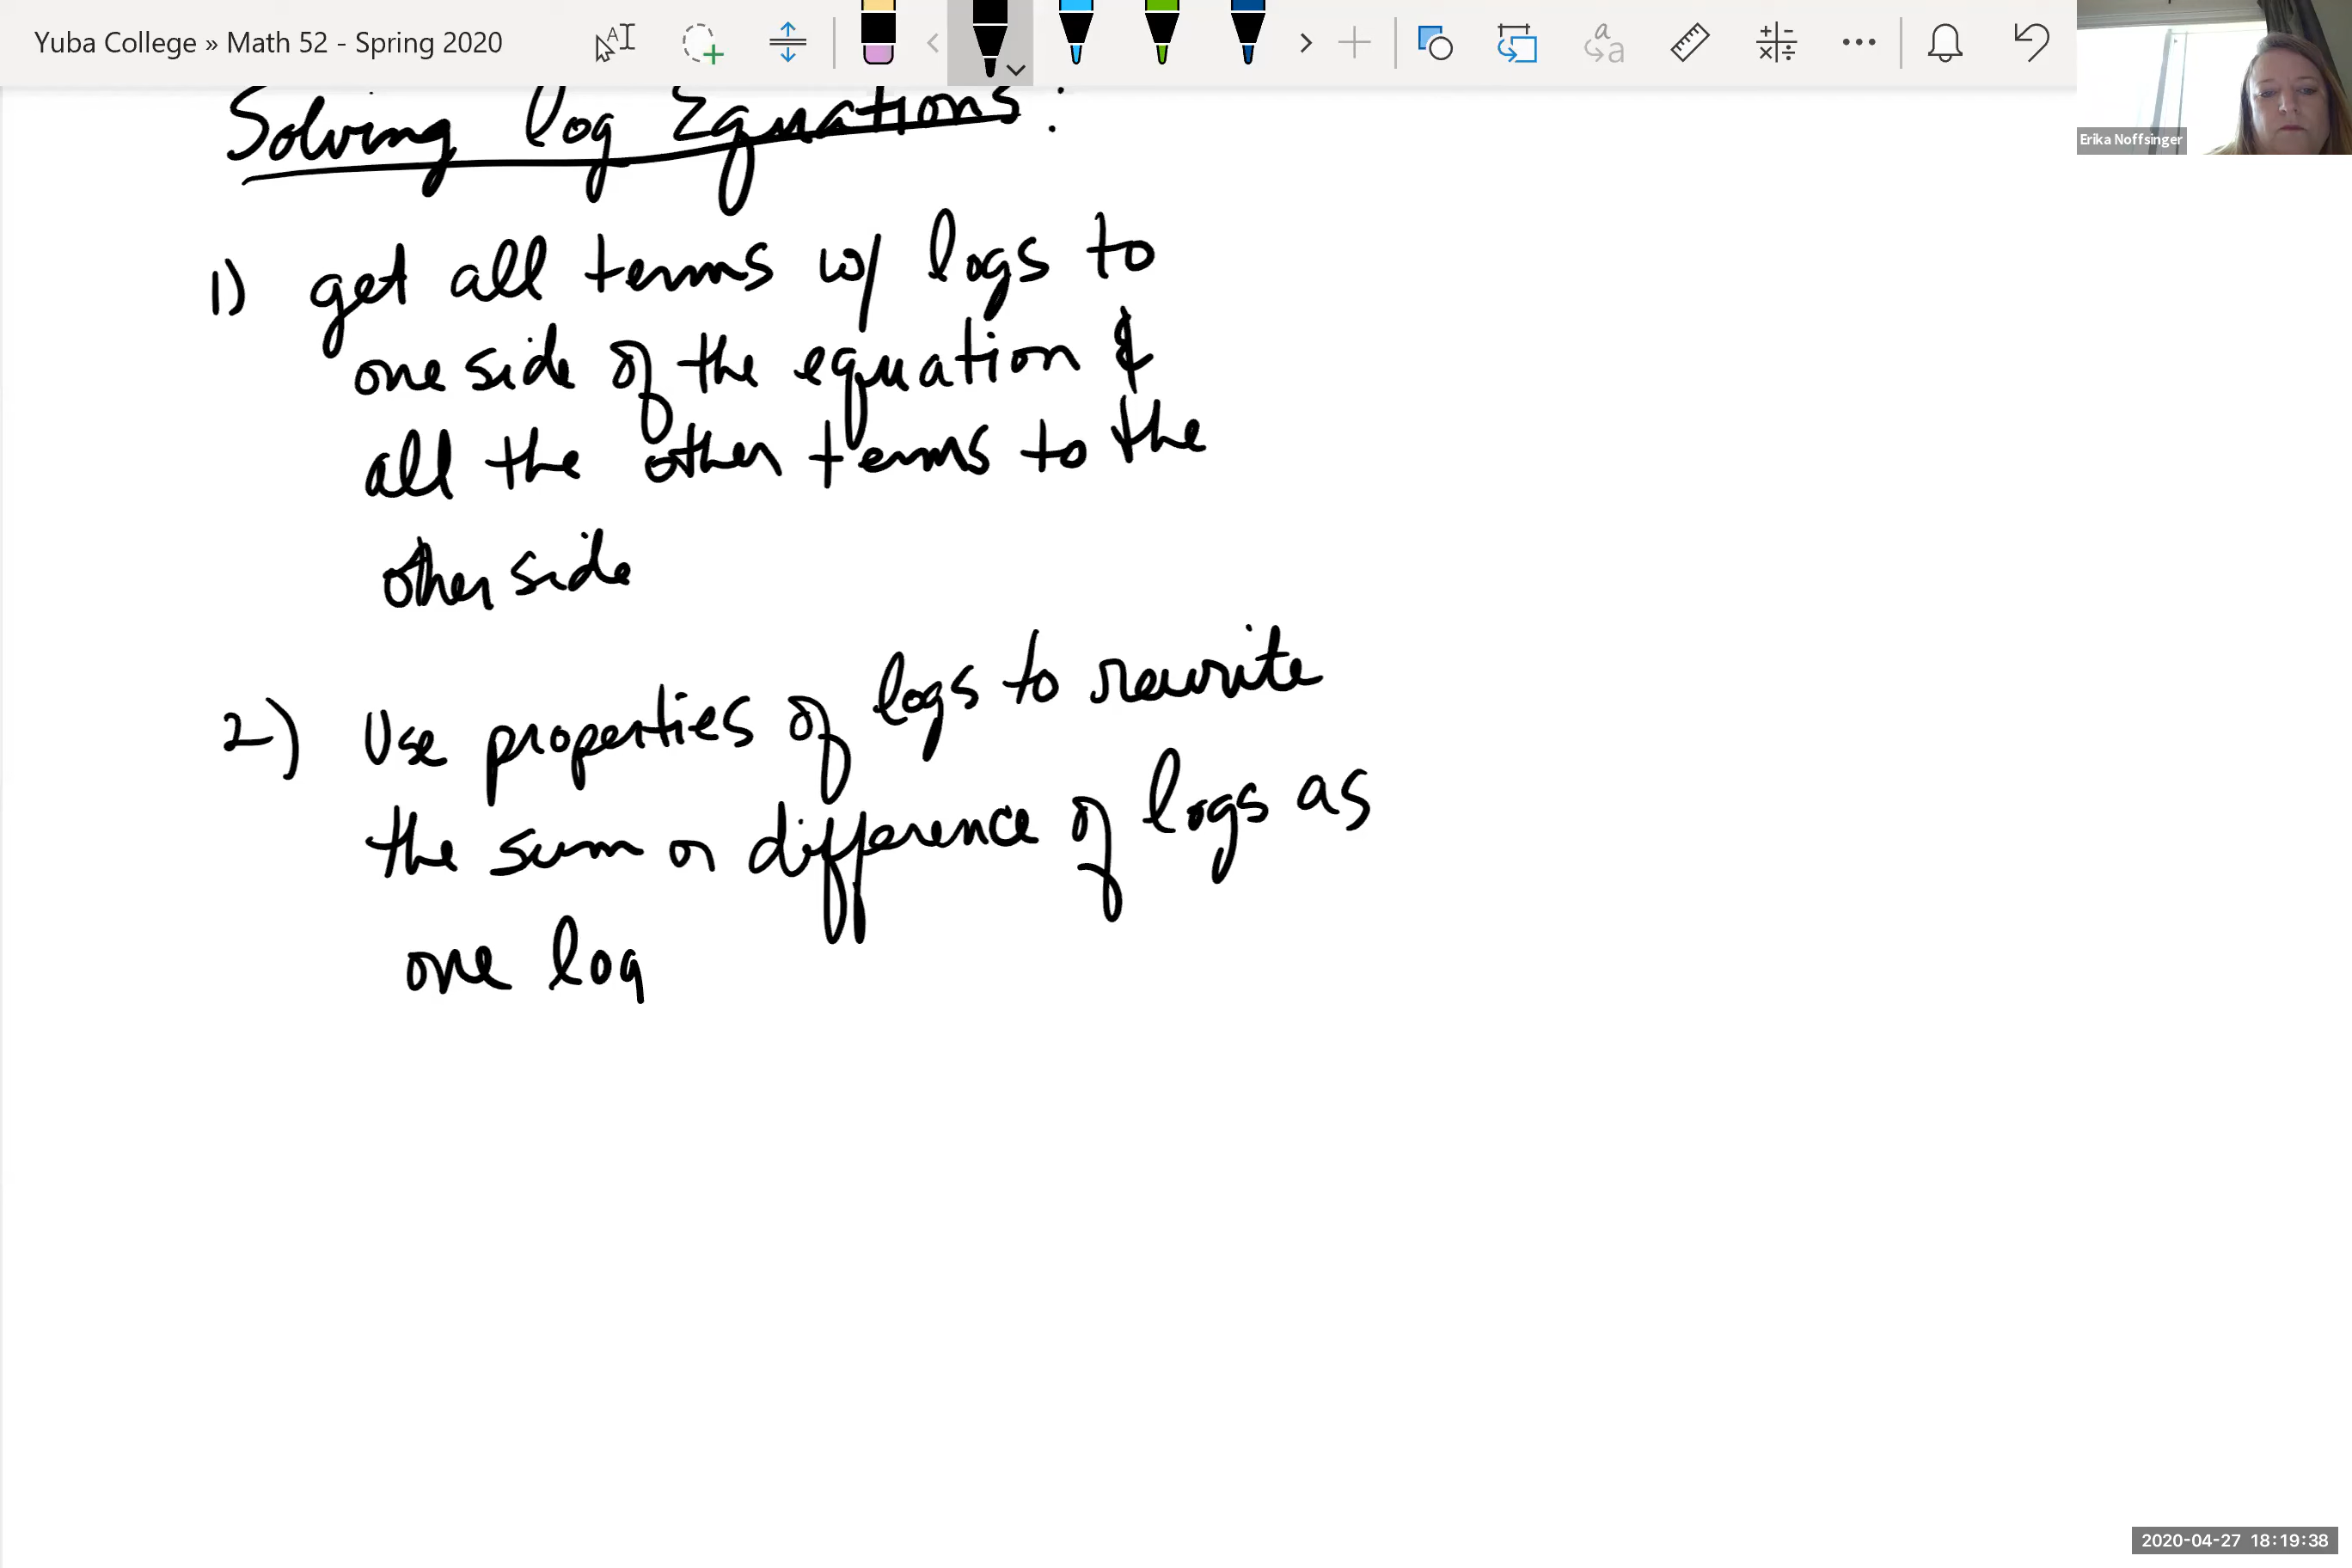 Yuba College » Math 52 - Spring 2020
Erika Noffsinger
Solving log Equations:
1) get all terms w/ logs to
one side of the equation &
all the other terms to the
other side
2) Use properties of logs to rewrite
the sum or difference of logs as
one log
2020-04-27 18:19:38